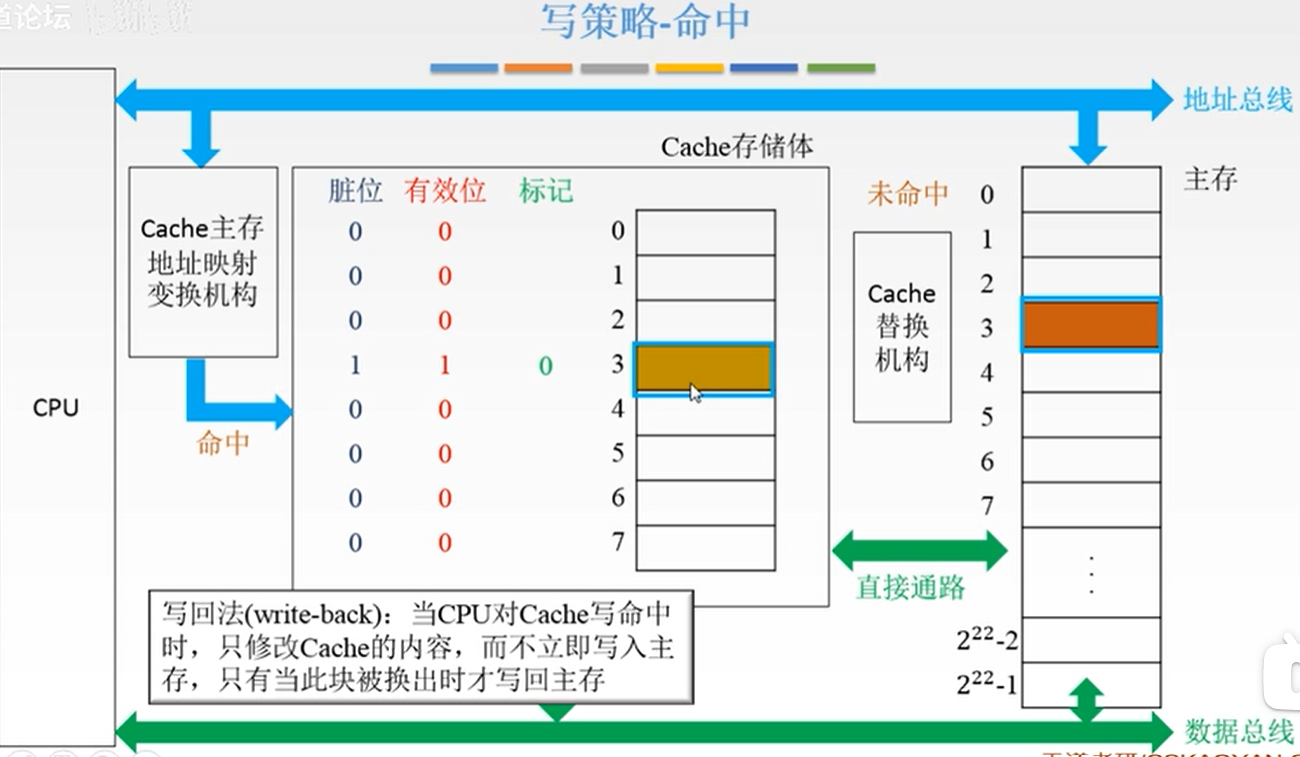 道论坛
写策略-命中
地址总线
Cache存储体
主存
脏位 有效位 标记
未命中
Cache主存
地址映射
变换机构
0 0 0
0 0 1
0 0 2
1 1 0 3
0 0 4
0 0 5
0 0 6
0 0 7
Cache
替换
机构
0
1
2
3
4
5
6
7
⋮
2²²-2
2²²-1
CPU
命中
直接通路
写回法(write-back)：当CPU对Cache写命中
时，只修改Cache的内容，而不立即写入主
存，只有当此块被换出时才写回主存
数据总线